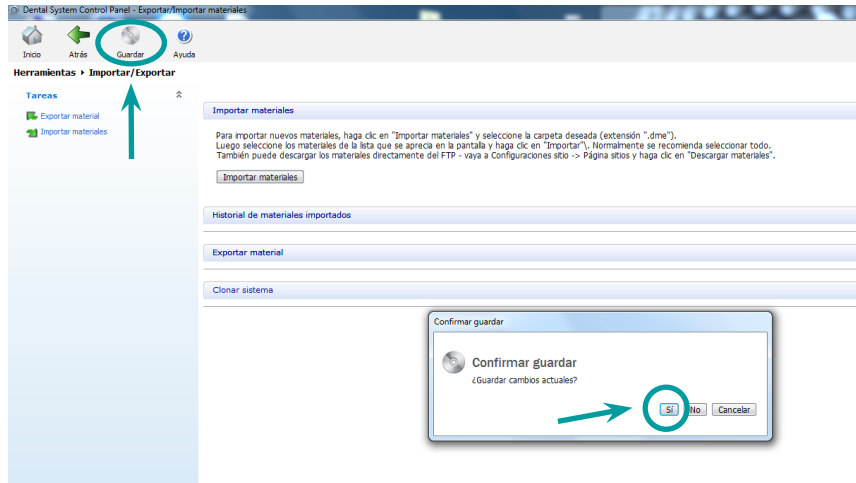 Dental System Control Panel - Exportar/Importar materiales
Inicio Atrás Guardar Ayuda
Herramientas Importar/Exportar
Tareas
Exportar material
Importar materiales
Importar materiales
Para importar nuevos materiales, haga clic en "Importar materiales" y seleccione la carpeta deseada (extensión ".dme").
Luego seleccione los materiales de la lista que se aprecia en la pantalla y haga clic en "Importar"\. Normalmente se recomienda seleccionar todo.
También puede descargar los materiales directamente del FTP - vaya a Configuraciones sitio -> Página sitios y haga clic en "Descargar materiales".
Importar materiales
Historial de materiales importados
Exportar material
Clonar sistema
Confirmar guardar
Confirmar guardar
¿Guardar cambios actuales?
Sí No Cancelar